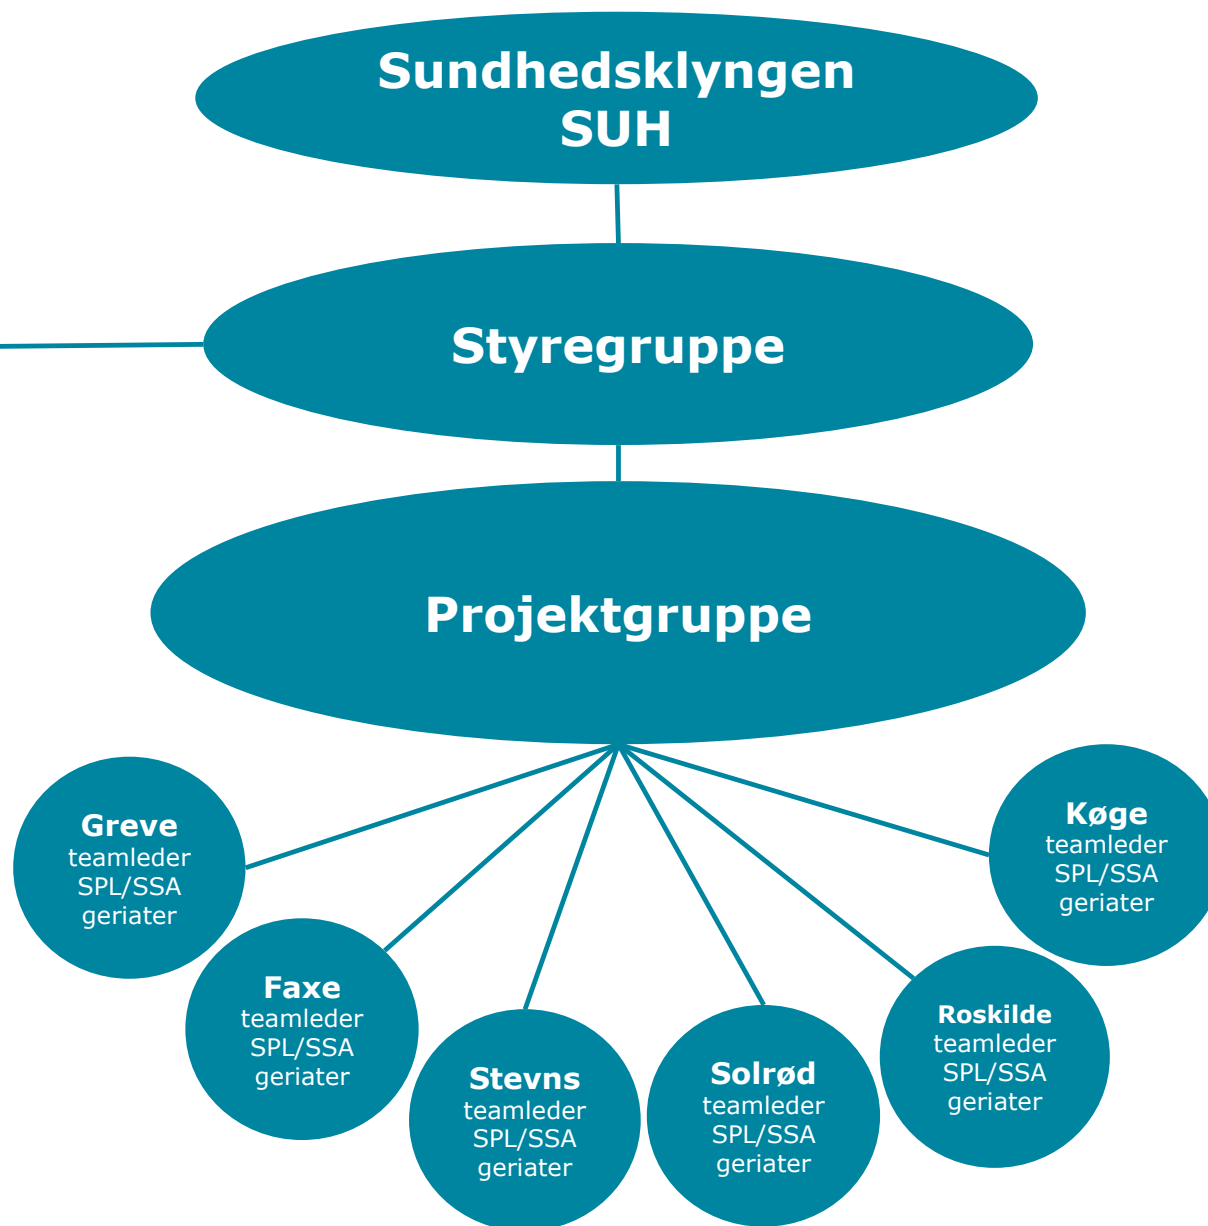 Sundhedsklyngen
SUH
Styregruppe
Projektgruppe
Greve
teamleder
SPL/SSA
geriater
Faxe
teamleder
SPL/SSA
geriater
Stevns
teamleder
SPL/SSA
geriater
Solrød
teamleder
SPL/SSA
geriater
Roskilde
teamleder
SPL/SSA
geriater
Køge
teamleder
SPL/SSA
geriater